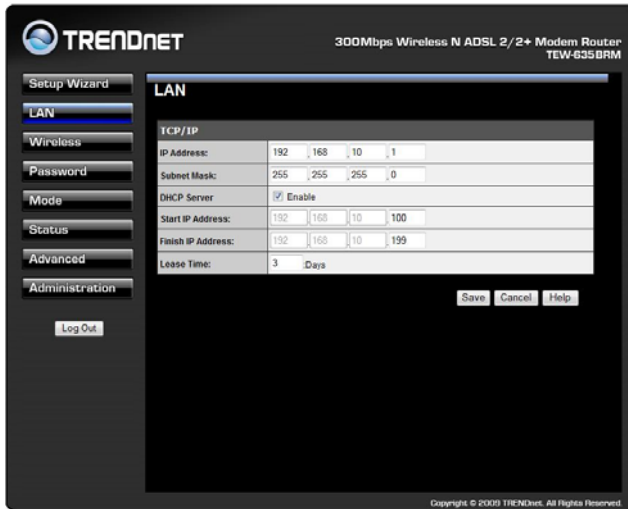 TRENDNET
300Mbps Wireless N ADSL 2/2+ Modem Router
TEW-635BRM
Setup Wizard
LAN
Wireless
Password
Mode
Status
Advanced
Administration
Log Out
LAN
TCP/IP
IP Address: 192 .168 .10 .1
Subnet Mask: 255 .255 .255 .0
DHCP Server Enable
Start IP Address: 192 .168 .10 .100
Finish IP Address: 192 .168 .10 .199
Lease Time: 3 :Days
Save Cancel Help
Copyright © 2009 TRENDnet. All Rights Reserved.